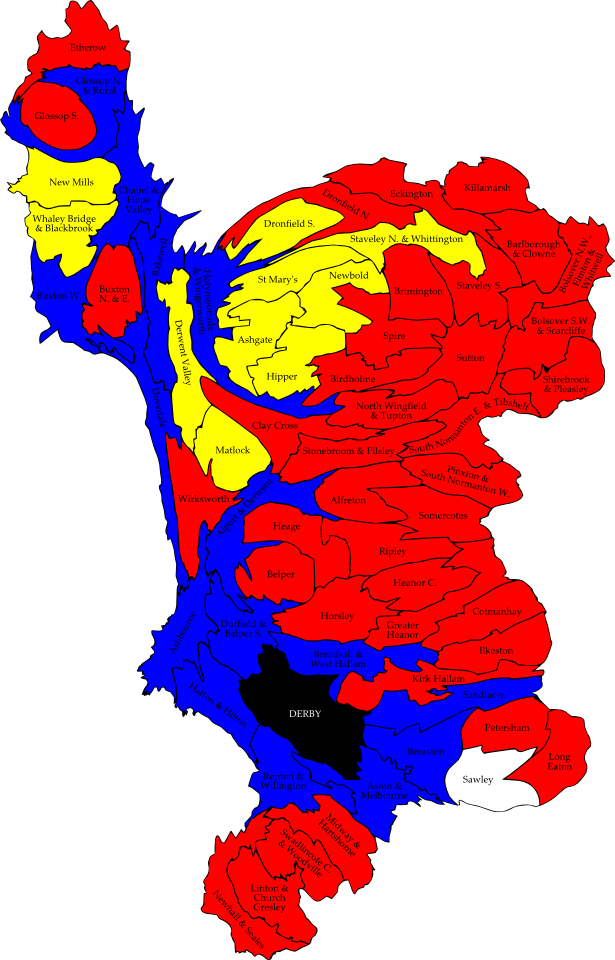 Etherow
Glossop N.
& Rural
Glossop S.
New Mills
Chapel &
Hope
Valley
Whaley Bridge
& Blackbrook
Buxton W.
Buxton
N. & E.
Dronfield N.
Eckington
Killamarsh
Dronfield S.
Staveley N. & Whittington
Barlborough
& Clowne
Bolsover N.W.,
Elmton &
Whitwell
St Mary's
Newbold
Brimington
Staveley S.
Derwent Valley
Ashgate
Spire
Bolsover S.W.
& Scarcliffe
Hipper
Birdholme
Sutton
Shirebrook
& Pleasley
Dovedale
North Wingfield
& Tupton
Clay Cross
South Normanton E. & Tibshelf
Matlock
Stonebroom & Pilsley
Pinxton &
South Normanton W.
Wirksworth
Alport & Derwent
Alfreton
Somercotes
Heage
Ripley
Belper
Heanor C.
Ashbourne
Duffield &
Belper S.
Horsley
Greater
Heanor
Cotmanhay
Breadsall &
West Hallam
Ilkeston
Kirk Hallam
Hatton & Hilton
Sandiacre
DERBY
Petersham
Breaston
Long
Eaton
Sawley
Repton &
Willington
Aston &
Melbourne
Midway &
Hartshorne
Swadlincote C.
& Woodville
Linton &
Church
Gresley
Newhall & Seales